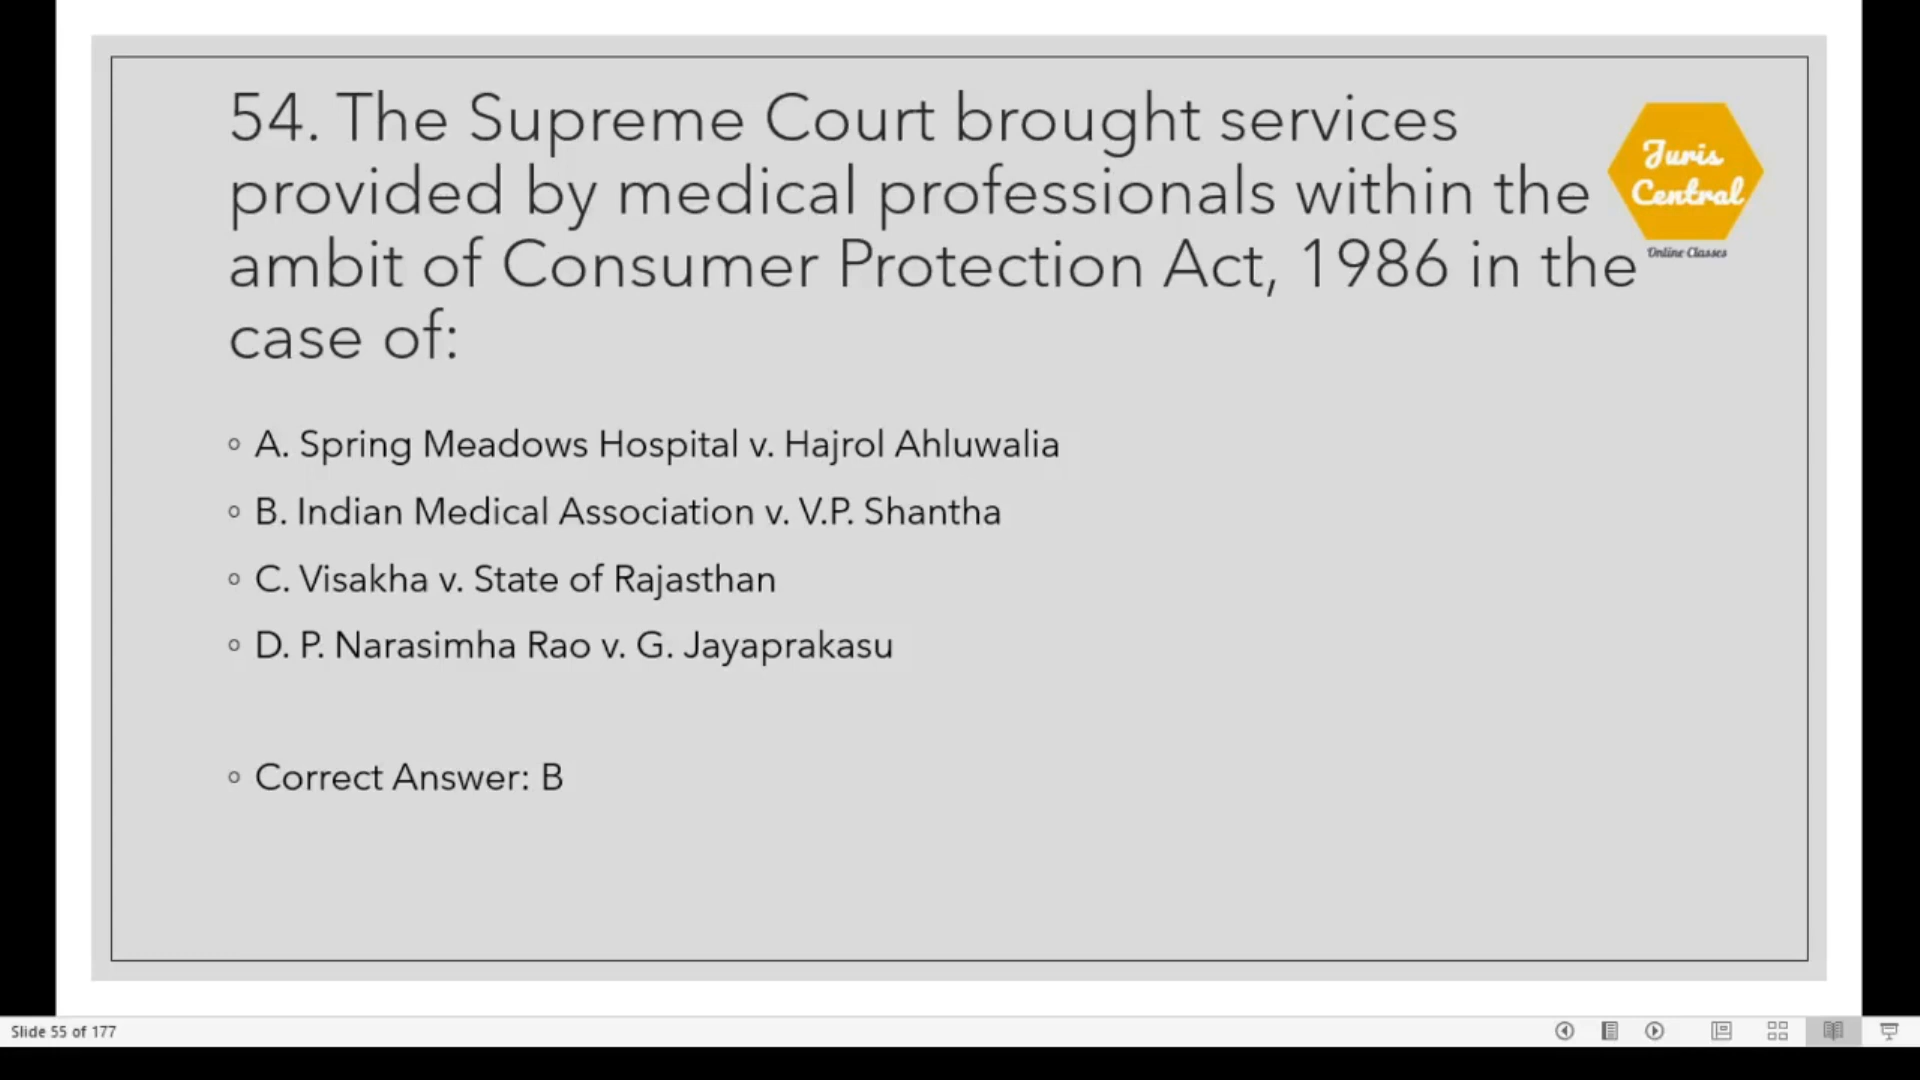 54. The Supreme Court brought services
provided by medical professionals within the
ambit of Consumer Protection Act, 1986 in the
case of:
Juris
Central
Online Classes
A. Spring Meadows Hospital v. Hajrol Ahluwalia
B. Indian Medical Association v. V.P. Shantha
C. Visakha v. State of Rajasthan
D. P. Narasimha Rao v. G. Jayaprakasu
Correct Answer: B
Slide 55 of 177